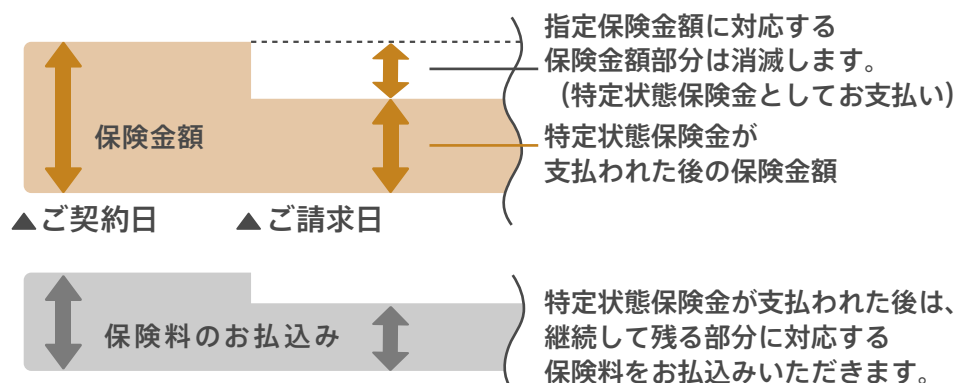 指定保険金額に対応する
保険金額部分は消滅します。
（特定状態保険金としてお支払い）
保険金額
特定状態保険金が
支払われた後の保険金額
▲ご契約日
▲ご請求日
保険料のお払込み
特定状態保険金が支払われた後は、
継続して残る部分に対応する
保険料をお払込みいただきます。